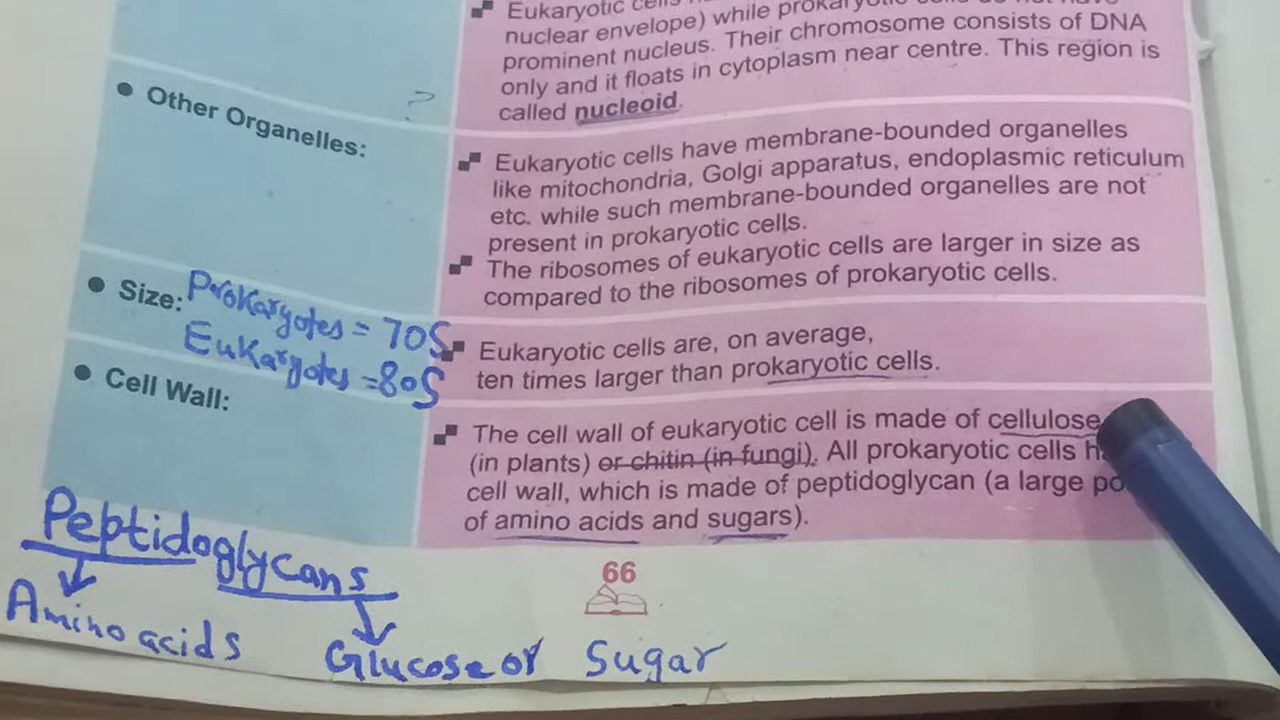 Eukaryotic
nuclear envelope) while prokaryotic cells do not have
prominent nucleus. Their chromosome consists of DNA
only and it floats in cytoplasm near centre. This region is
called nucleoid.
● Other Organelles:
?
Eukaryotic cells have membrane-bounded organelles
like mitochondria, Golgi apparatus, endoplasmic reticulum
etc. while such membrane-bounded organelles are not
present in prokaryotic cells.
The ribosomes of eukaryotic cells are larger in size as
compared to the ribosomes of prokaryotic cells.
● Size:
Prokaryotes = 70S
Eukaryotes = 80S
Eukaryotic cells are, on average,
ten times larger than prokaryotic cells.
● Cell Wall:
The cell wall of eukaryotic cell is made of cellulose
(in plants) or chitin (in fungi). All prokaryotic cells
cell wall, which is made of peptidoglycan (a large
of amino acids and sugars).
Peptidoglycans
Amino acids
Glucose or Sugar
66